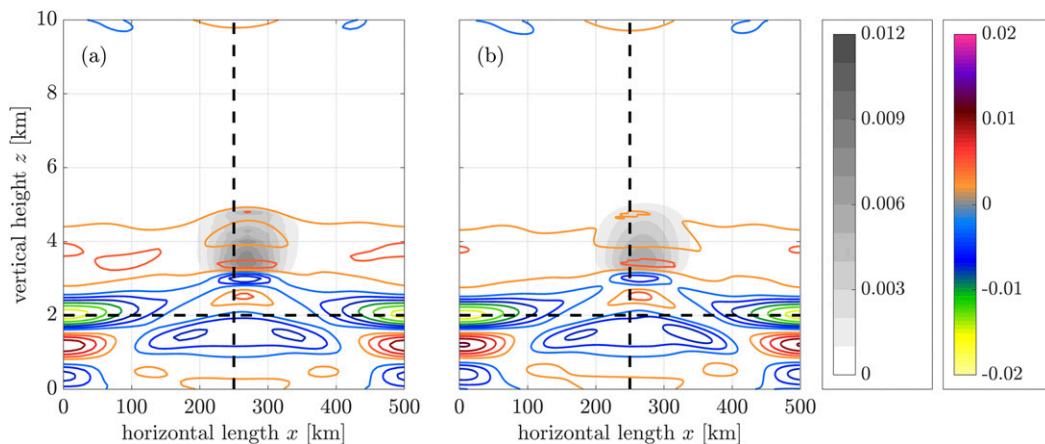 (a)
vertical height z [km]
10
8
6
4
2
0
0 100 200 300 400 500
horizontal length x [km]
(b)
0 100 200 300 400 500
horizontal length x [km]
0.012
0.009
0.006
0.003
0
0.02
0.01
0
-0.01
-0.02